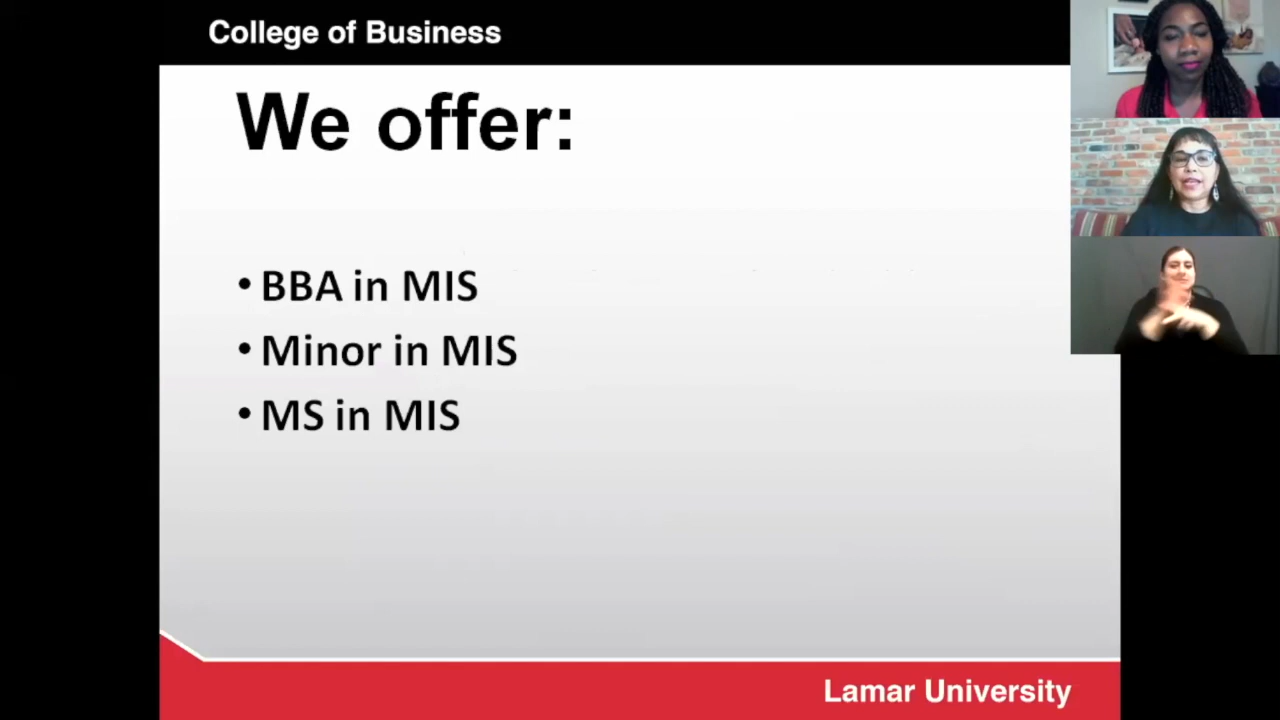 College of Business
We offer:
• BBA in MIS
• Minor in MIS
• MS in MIS
Lamar University